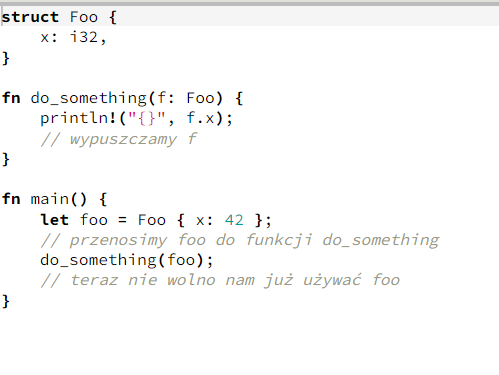 struct Foo {
    x: i32,
}
fn do_something(f: Foo) {
    println!("{}", f.x);
    // wypuszczamy f
}
fn main() {
    let foo = Foo { x: 42 };
    // przenosimy foo do funkcji do_something
    do_something(foo);
    // teraz nie wolno nam już używać foo
}